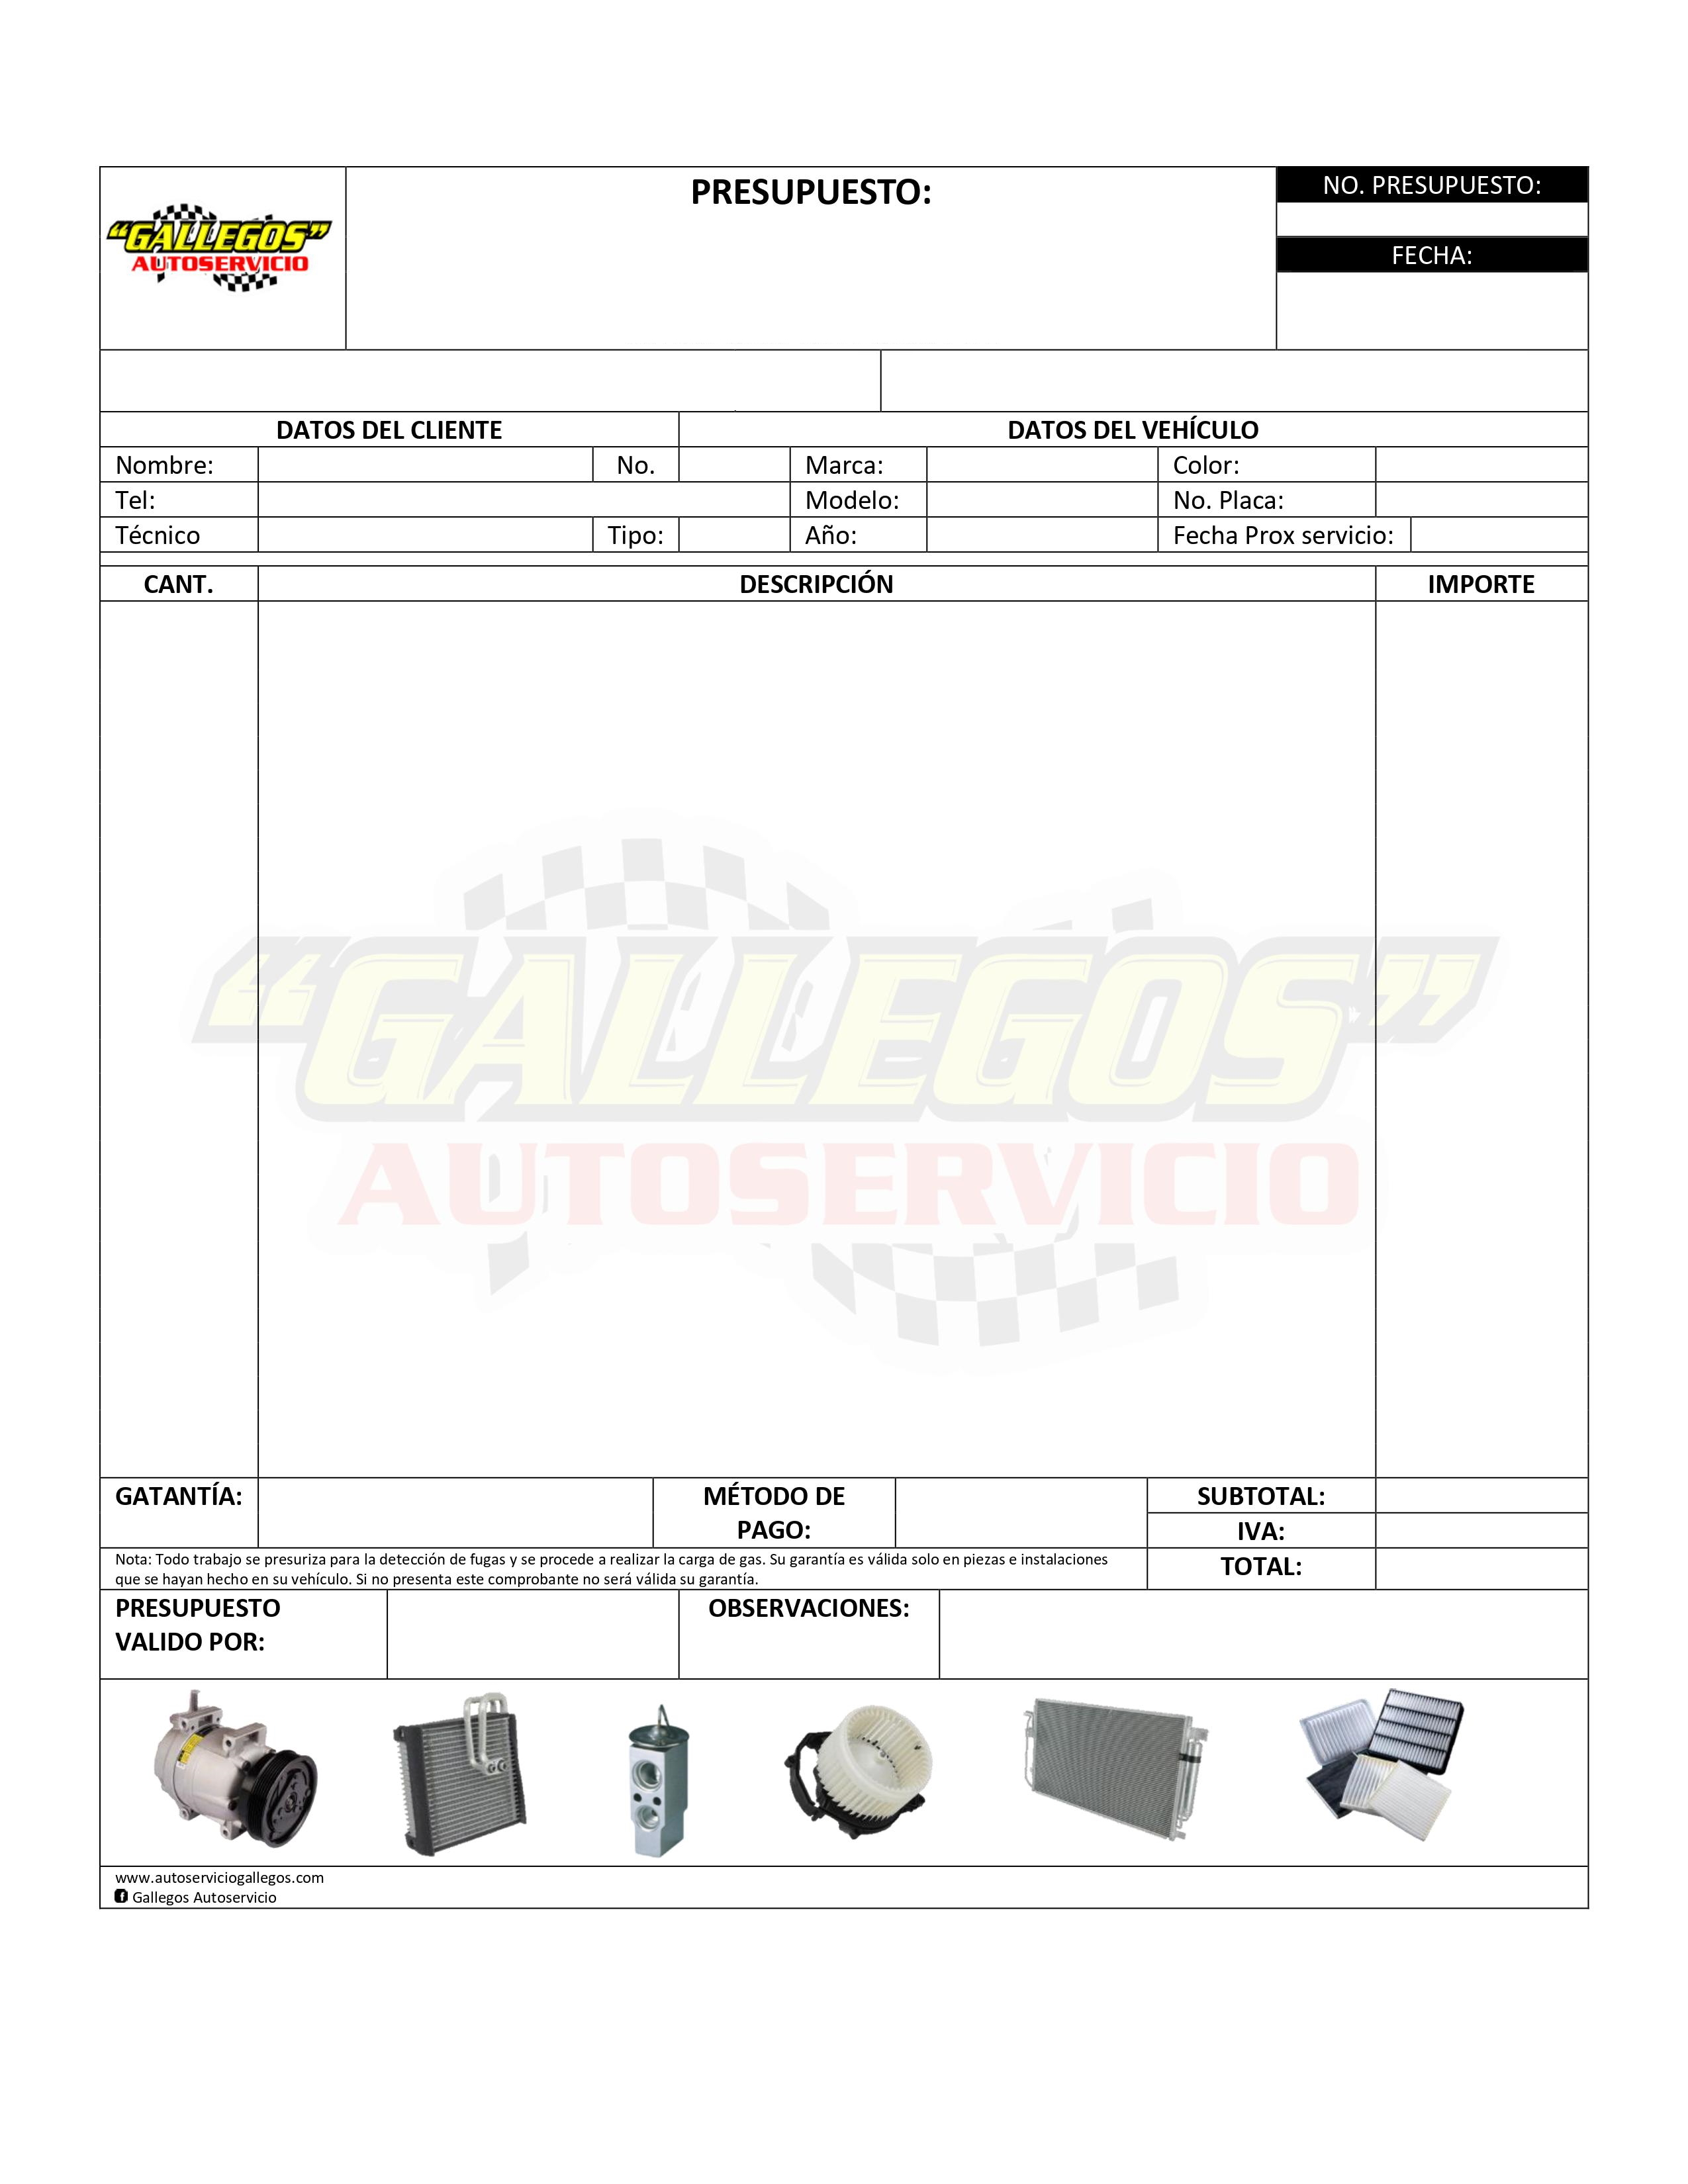 PRESUPUESTO:
NO. PRESUPUESTO:
“GALLEGOS”
AUTOSERVICIO
FECHA:
DATOS DEL CLIENTE
DATOS DEL VEHÍCULO
Nombre:
No.
Marca:
Color:
Tel:
Modelo:
No. Placa:
Técnico
Tipo:
Año:
Fecha Prox servicio:
CANT.
DESCRIPCIÓN
IMPORTE
“GALLEGOS”
AUTOSERVICIO
GATANTÍA:
MÉTODO DE
PAGO:
SUBTOTAL:
IVA:
Nota: Todo trabajo se presuriza para la detección de fugas y se procede a realizar la carga de gas. Su garantía es válida solo en piezas e instalaciones
que se hayan hecho en su vehículo. Si no presenta este comprobante no será válida su garantía.
TOTAL:
PRESUPUESTO
VALIDO POR:
OBSERVACIONES:
www.autoserviciogallegos.com
Gallegos Autoservicio